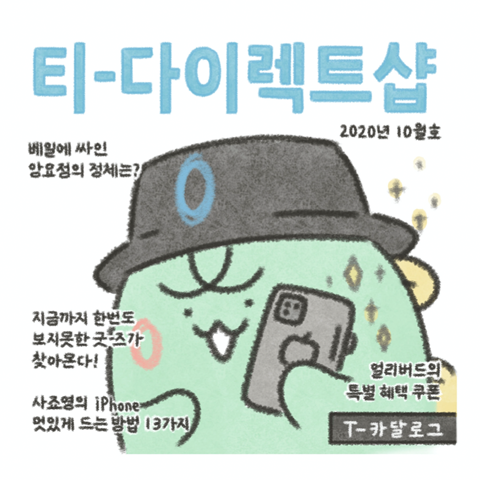 티-다이렉트샵
2020년 10월호
베일에 싸인
앙요점의 정체는?
지금까지 한번도
보지못한 굿-즈가
찾아온다!
사죠영의 iPhone
멋있게 드는 방법 13가지
얼리버드의
특별 혜택 쿠폰
T-카달로그